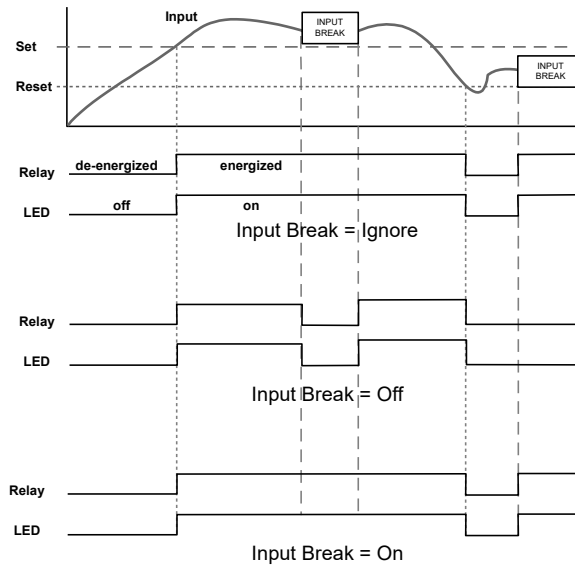 Input
INPUT
BREAK
Set
INPUT
BREAK
Reset
de-energized
energized
Relay
off
on
LED
Input Break = Ignore
Relay
LED
Input Break = Off
Relay
LED
Input Break = On